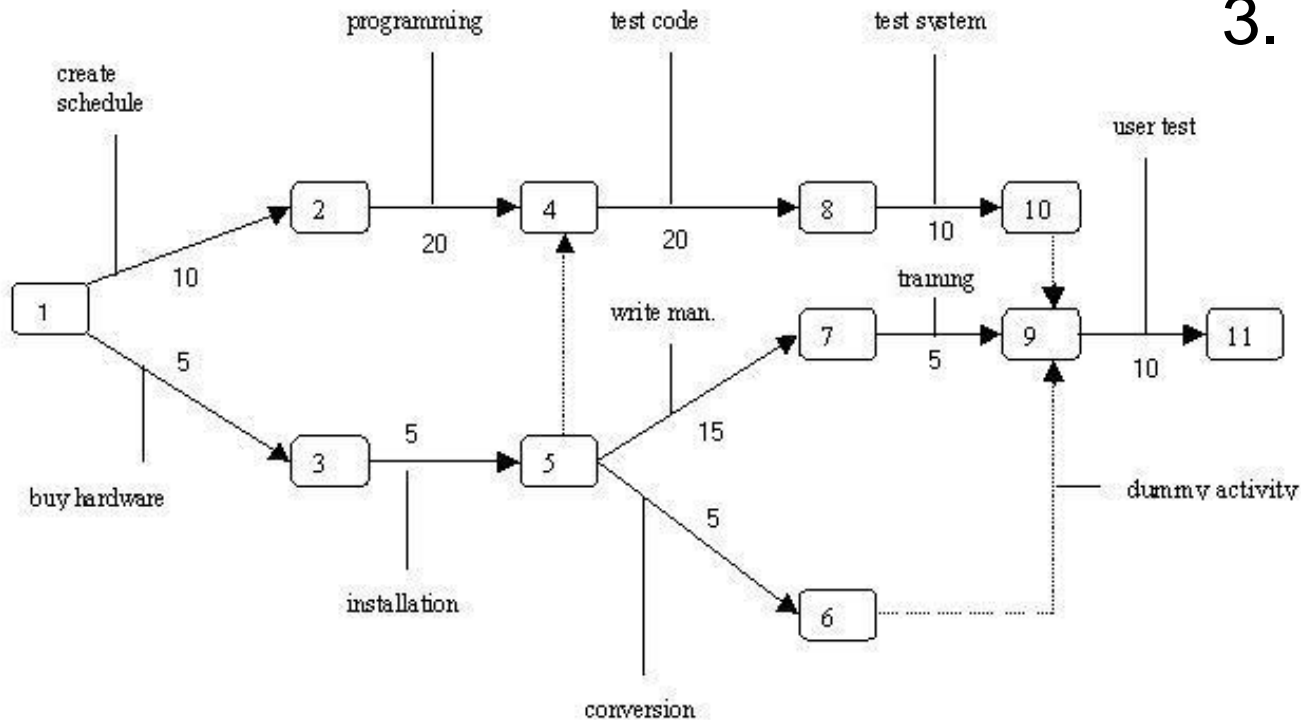 programming
test code
test system
3.
create
schedule
user test
2
4
8
10
20
20
10
10
training
1
write man.
7
9
11
5
5
10
5
15
3
5
buy hardware
dummy activity
5
installation
6
conversion